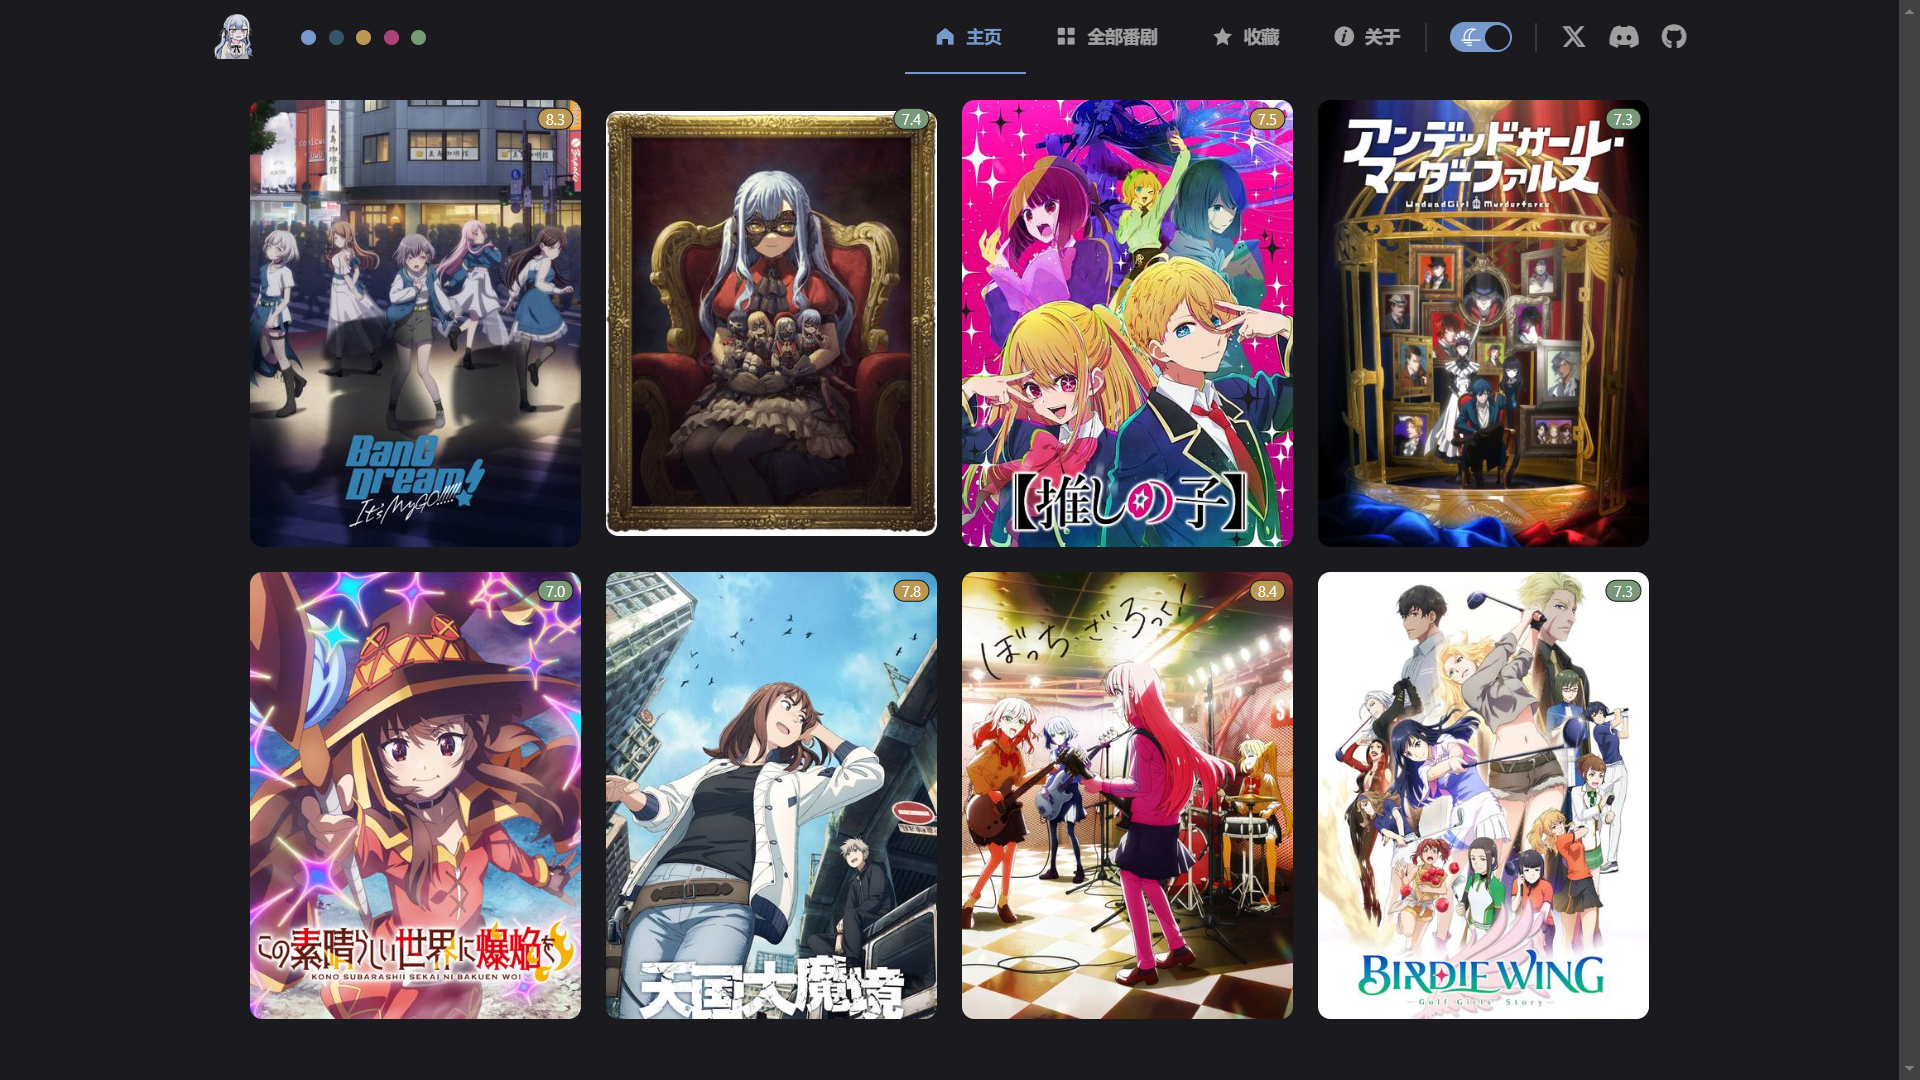 主页
全部番剧
收藏
关于
8.3
7.4
7.5
7.3
BanG
Dream!
It's MyGO!!!!!
【推しの子】
アンデッドガール・
マーダーファルス
UndeadGirl Murderfarce
7.0
7.8
8.4
7.3
この素晴らしい世界に爆焔を
KONO SUBARASHII SEKAI NI BAKUEN WO!
天国大魔境
ぼっち・ざ・ろっく!
BIRDIE WING
Golf Girls' Story